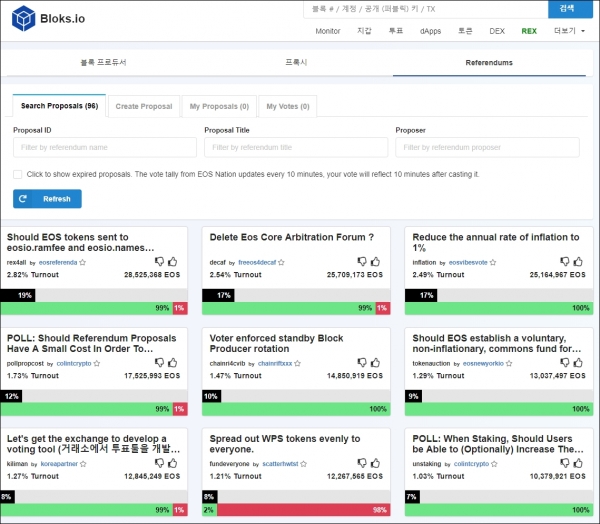 Bloks.io
블록 # / 계정 / 공개 (퍼블릭) 키 / TX
검색
Monitor 지갑 투표 dApps 토큰 DEX REX 더보기
블록 프로듀서 프록시 Referendums
Search Proposals (96) Create Proposal My Proposals (0) My Votes (0)
Proposal ID Proposal Title Proposer
Filter by referendum name Filter by referendum title Filter by referendum proposer
Click to show expired proposals. The vote tally from EOS Nation updates every 10 minutes, your vote will reflect 10 minutes after casting it.
Refresh
Should EOS tokens sent to
eosio.ramfee and eosio.names...
rex4all by eosreferenda
2.82% Turnout 28,525,368 EOS
19%
99% 1%
Delete Eos Core Arbitration Forum ?
decaf by freeos4decaf
2.54% Turnout 25,709,173 EOS
17%
99% 1%
Reduce the annual rate of inflation to
1%
inflation by eosvibesvote
2.49% Turnout 25,164,967 EOS
17%
100%
POLL: Should Referendum Proposals
Have A Small Cost In Order To...
pollpropcost by colintcrypto
1.73% Turnout 17,525,993 EOS
12%
99% 1%
Voter enforced standby Block
Producer rotation
chainri4cvib by chainriftxxx
1.47% Turnout 14,850,919 EOS
10%
100%
Should EOS establish a voluntary,
non-inflationary, commons fund for...
tokenauction by eosnewyorkio
1.29% Turnout 13,037,497 EOS
9%
100%
Let's get the exchange to develop a
voting tool (거래소에서 투표툴을 개발...
kiliman by koreapartner
1.27% Turnout 12,845,249 EOS
8%
99% 1%
Spread out WPS tokens evenly to
everyone.
fundeveryone by scatterhwtst
1.21% Turnout 12,267,565 EOS
8%
2% 98%
POLL: When Staking, Should Users
be Able to (Optionally) Increase The...
unstaking by colintcrypto
1.03% Turnout 10,379,921 EOS
7%
100%